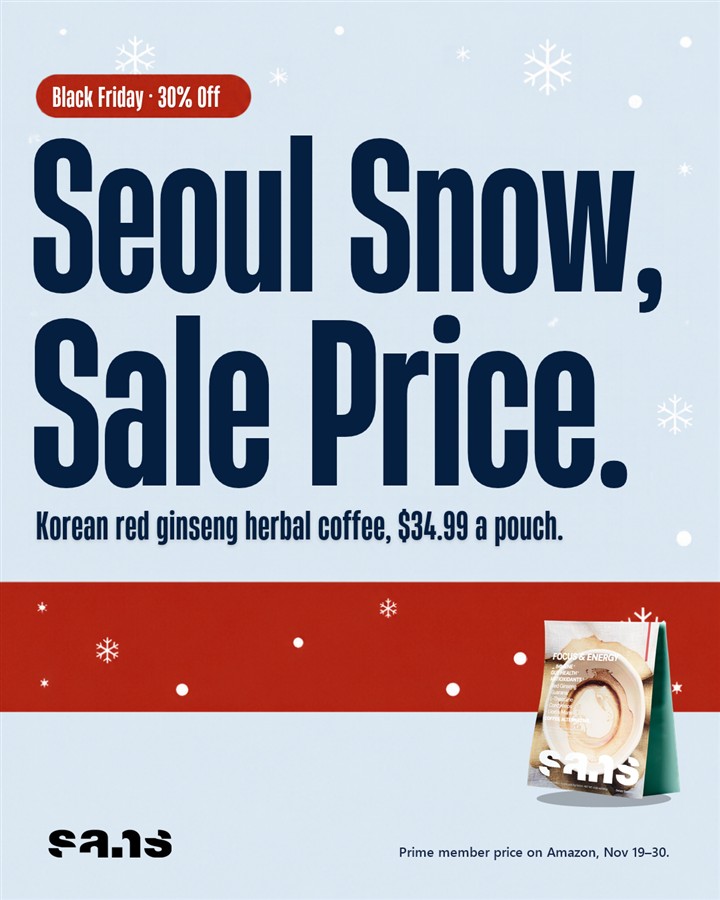 Black Friday · 30% Off
Seoul Snow,
Sale Price.
Korean red ginseng herbal coffee, $34.99 a pouch.
FOCUS & ENERGY
sans
sans
Prime member price on Amazon, Nov 19–30.